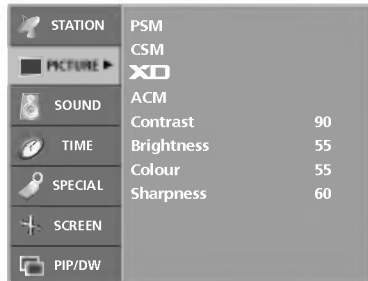 STATION
PICTURE ►
SOUND
TIME
SPECIAL
SCREEN
PIP/DW
PSM
CSM
XD
ACM
Contrast 90
Brightness 55
Colour 55
Sharpness 60